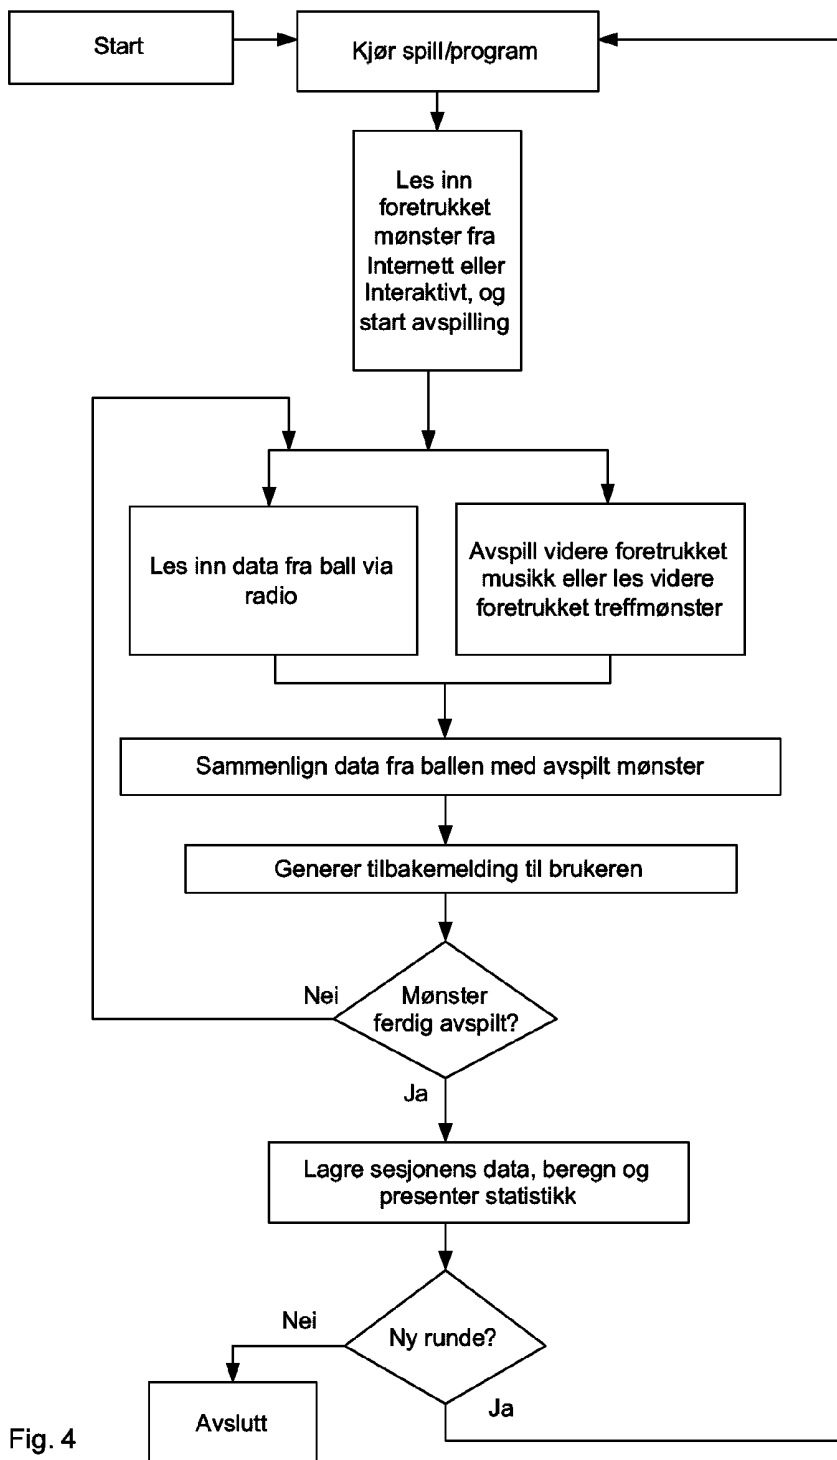 Start
Kjør spill/program
Les inn
foretrukket
mønster fra
Internett eller
Interaktivt, og
start avspilling
Les inn data fra ball via
radio
Avspill videre foretrukket
musikk eller les videre
foretrukket treffmønster
Sammenlign data fra ballen med avspilt mønster
Generer tilbakemelding til brukeren
Nei
Mønster
ferdig avspilt?
Ja
Lagre sesjonens data, beregn og
presenter statistikk
Nei
Ny runde?
Ja
Avslutt
Fig. 4